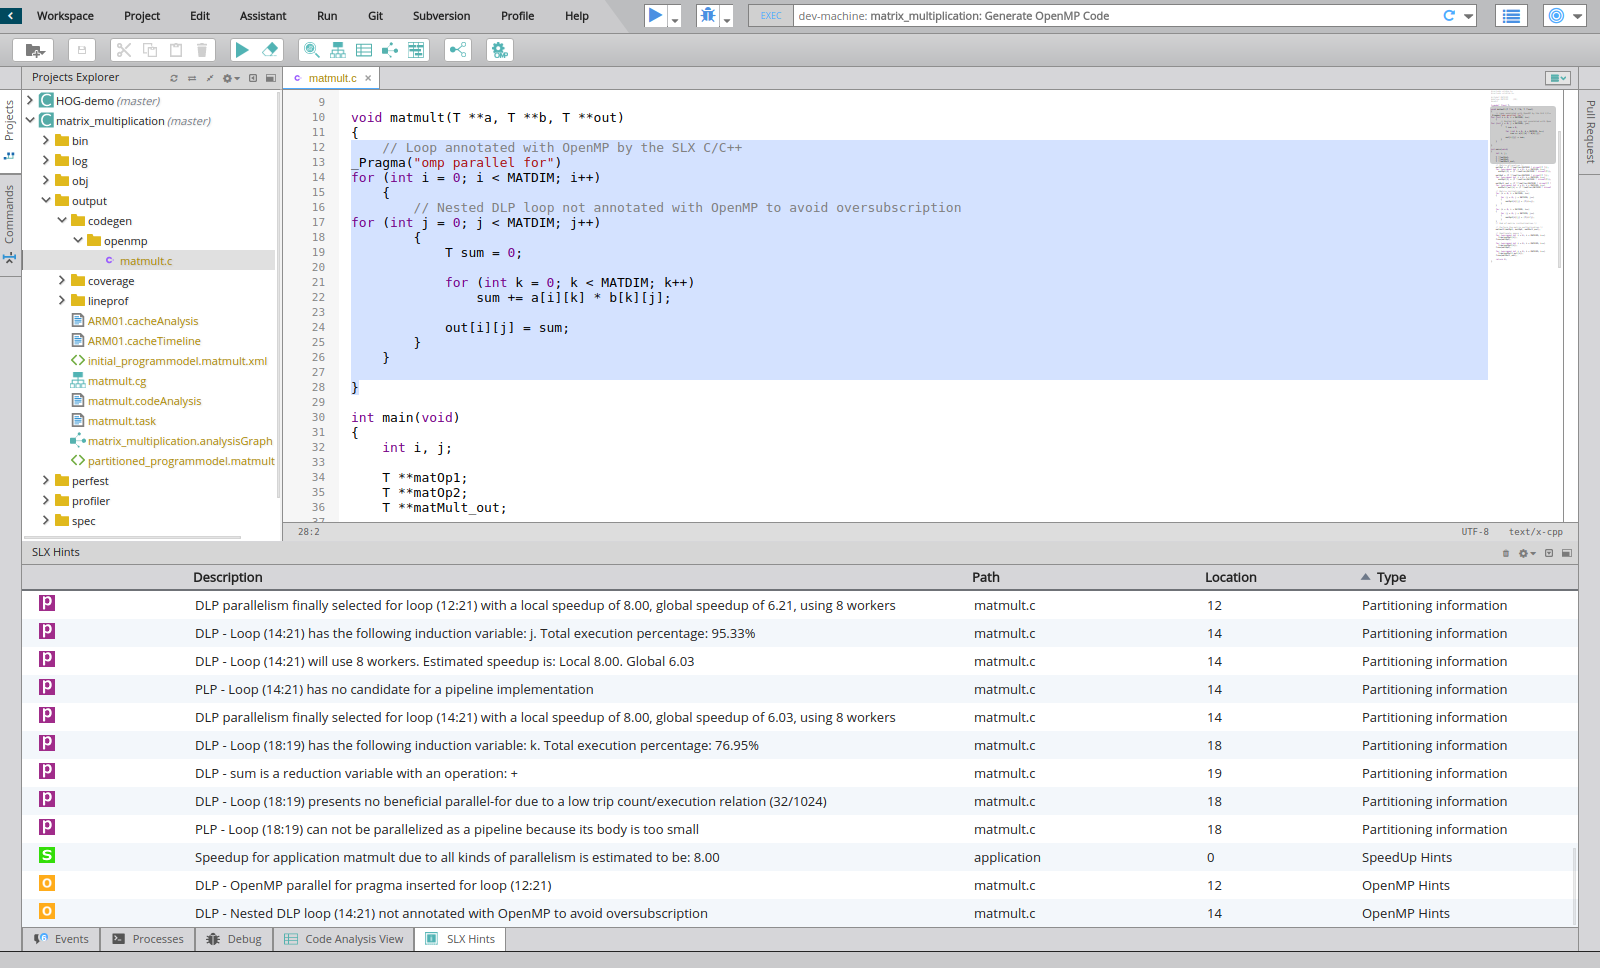 Workspace Project Edit Assistant Run Git Subversion Profile Help
EXEC dev-machine: matrix_multiplication: Generate OpenMP Code
Projects
Commands
Projects Explorer
HOG-demo (master)
matrix_multiplication (master)
bin
log
obj
output
codegen
openmp
matmult.c
coverage
lineprof
ARM01.cacheAnalysis
ARM01.cacheTimeline
initial_programmodel.matmult.xml
matmult.cg
matmult.codeAnalysis
matmult.task
matrix_multiplication.analysisGraph
partitioned_programmodel.matmult
perfest
profiler
spec
matmult.c
9
10 void matmult(T **a, T **b, T **out)
11 {
12 // Loop annotated with OpenMP by the SLX C/C++
13 _Pragma("omp parallel for")
14 for (int i = 0; i < MATDIM; i++)
15 {
16 // Nested DLP loop not annotated with OpenMP to avoid oversubscription
17 for (int j = 0; j < MATDIM; j++)
18 {
19 T sum = 0;
20
21 for (int k = 0; k < MATDIM; k++)
22 sum += a[i][k] * b[k][j];
23
24 out[i][j] = sum;
25 }
26 }
27
28 }
29
30 int main(void)
31 {
32 int i, j;
33
34 T **matOp1;
35 T **matOp2;
36 T **matMult_out;
37
28:2 UTF-8 text/x-cpp
Pull Request
SLX Hints
Description Path Location Type
p DLP parallelism finally selected for loop (12:21) with a local speedup of 8.00, global speedup of 6.21, using 8 workers matmult.c 12 Partitioning information
p DLP - Loop (14:21) has the following induction variable: j. Total execution percentage: 95.33% matmult.c 14 Partitioning information
p DLP - Loop (14:21) will use 8 workers. Estimated speedup is: Local 8.00. Global 6.03 matmult.c 14 Partitioning information
p PLP - Loop (14:21) has no candidate for a pipeline implementation matmult.c 14 Partitioning information
p DLP parallelism finally selected for loop (14:21) with a local speedup of 8.00, global speedup of 6.03, using 8 workers matmult.c 14 Partitioning information
p DLP - Loop (18:19) has the following induction variable: k. Total execution percentage: 76.95% matmult.c 18 Partitioning information
p DLP - sum is a reduction variable with an operation: + matmult.c 19 Partitioning information
p DLP - Loop (18:19) presents no beneficial parallel-for due to a low trip count/execution relation (32/1024) matmult.c 18 Partitioning information
p PLP - Loop (18:19) can not be parallelized as a pipeline because its body is too small matmult.c 18 Partitioning information
S Speedup for application matmult due to all kinds of parallelism is estimated to be: 8.00 application 0 SpeedUp Hints
O DLP - OpenMP parallel for pragma inserted for loop (12:21) matmult.c 12 OpenMP Hints
O DLP - Nested DLP loop (14:21) not annotated with OpenMP to avoid oversubscription matmult.c 14 OpenMP Hints
Events Processes Debug Code Analysis View SLX Hints